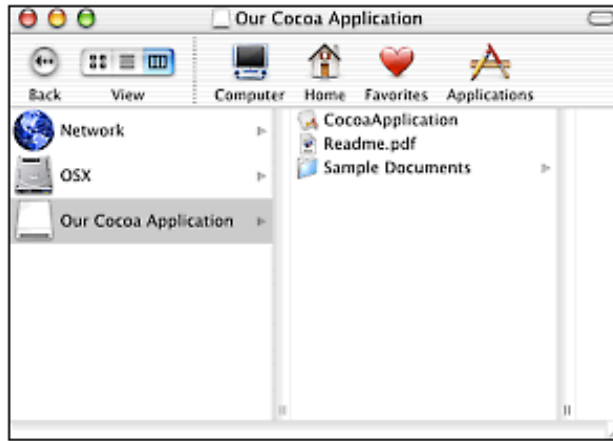 Our Cocoa Application
Back View Computer Home Favorites Applications
Network
OSX
Our Cocoa Application
CocoaApplication
Readme.pdf
Sample Documents